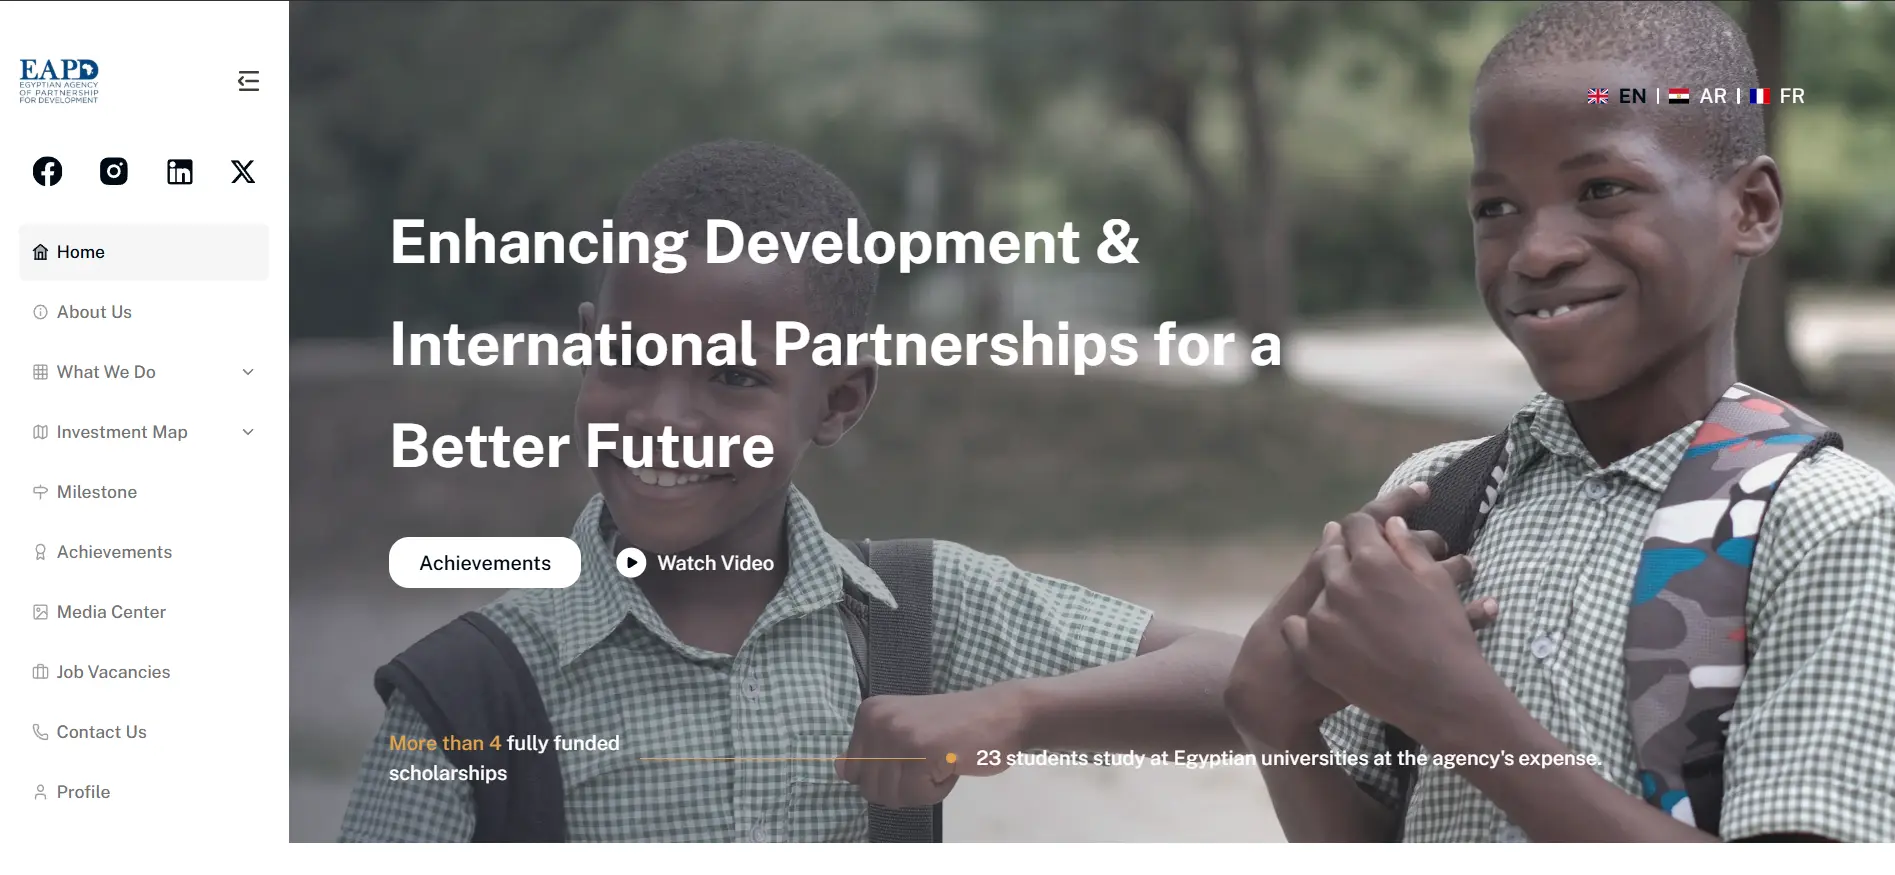 EAPD
EGYPTIAN AGENCY
OF PARTNERSHIP
FOR DEVELOPMENT
Home
About Us
What We Do
Investment Map
Milestone
Achievements
Media Center
Job Vacancies
Contact Us
Profile
EN | AR | FR
Enhancing Development &
International Partnerships for a
Better Future
Achievements
Watch Video
More than 4 fully funded
scholarships
23 students study at Egyptian universities at the agency's expense.